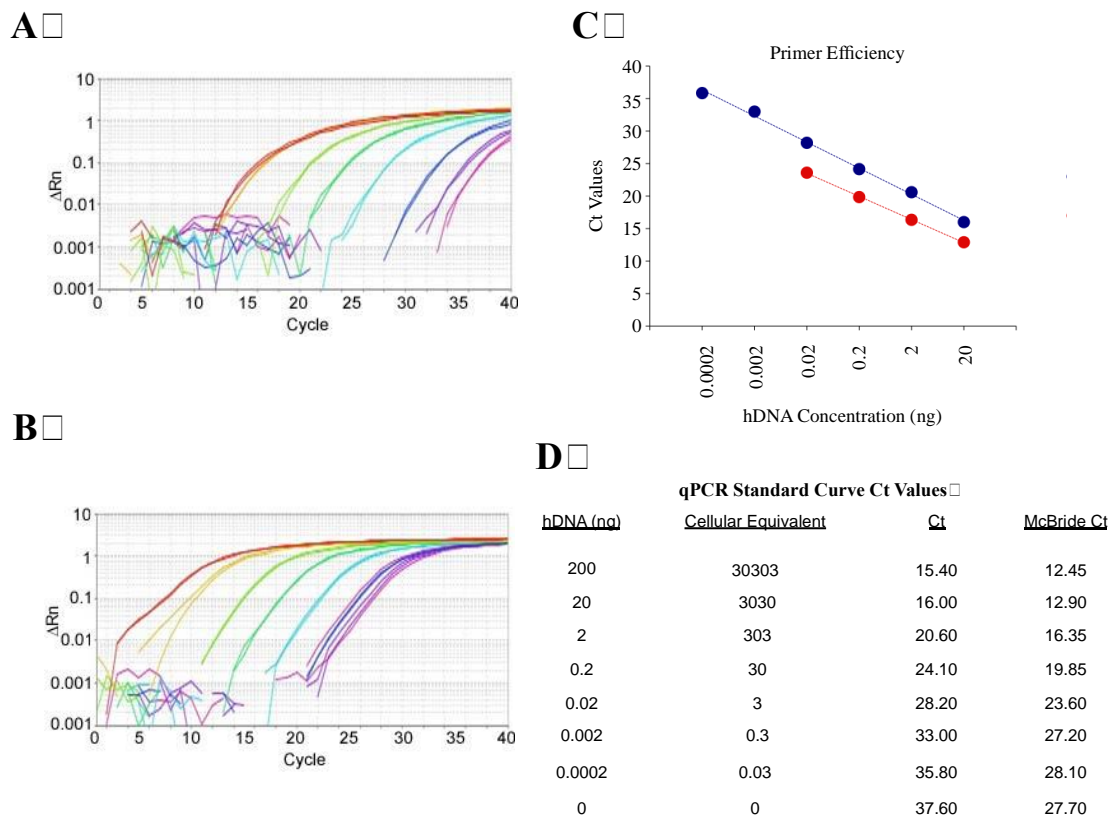 A□
10
1
0.1
0.01
0.001
0.001
ΔRn
0 5 10 15 20 25 30 35 40
Cycle
B□
10
1
0.1
0.01
0.001
0.001
ΔRn
0 5 10 15 20 25 30 35 40
Cycle
C□
Primer Efficiency
40
35
30
25
20
15
10
5
0
Ct Values
0.0002 0.002 0.02 0.2 2 20
hDNA Concentration (ng)
D□
qPCR Standard Curve Ct Values□
hDNA (ng) Cellular Equivalent Ct McBride Ct
200 30303 15.40 12.45
20 3030 16.00 12.90
2 303 20.60 16.35
0.2 30 24.10 19.85
0.02 3 28.20 23.60
0.002 0.3 33.00 27.20
0.0002 0.03 35.80 28.10
0 0 37.60 27.70